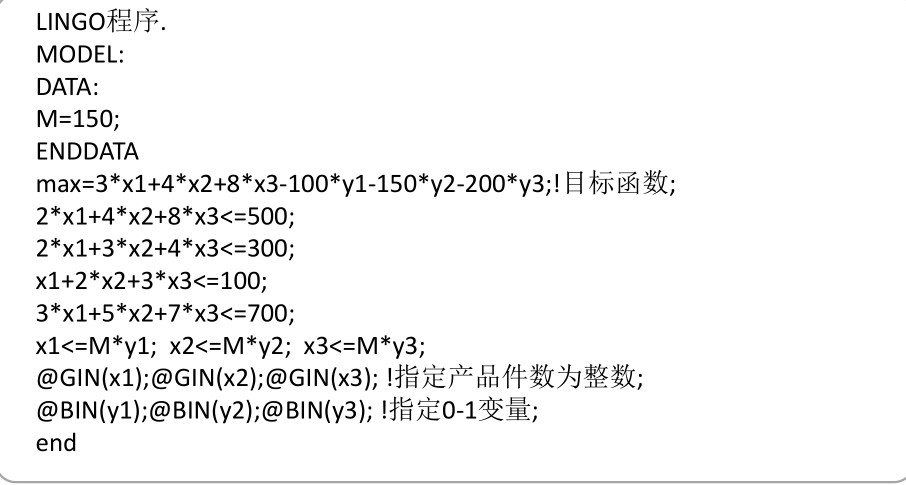 LINGO程序.
MODEL:
DATA:
M=150;
ENDDATA
max=3*x1+4*x2+8*x3-100*y1-150*y2-200*y3;!目标函数;
2*x1+4*x2+8*x3<=500;
2*x1+3*x2+4*x3<=300;
x1+2*x2+3*x3<=100;
3*x1+5*x2+7*x3<=700;
x1<=M*y1; x2<=M*y2; x3<=M*y3;
@GIN(x1);@GIN(x2);@GIN(x3); !指定产品件数为整数;
@BIN(y1);@BIN(y2);@BIN(y3); !指定0-1变量;
end